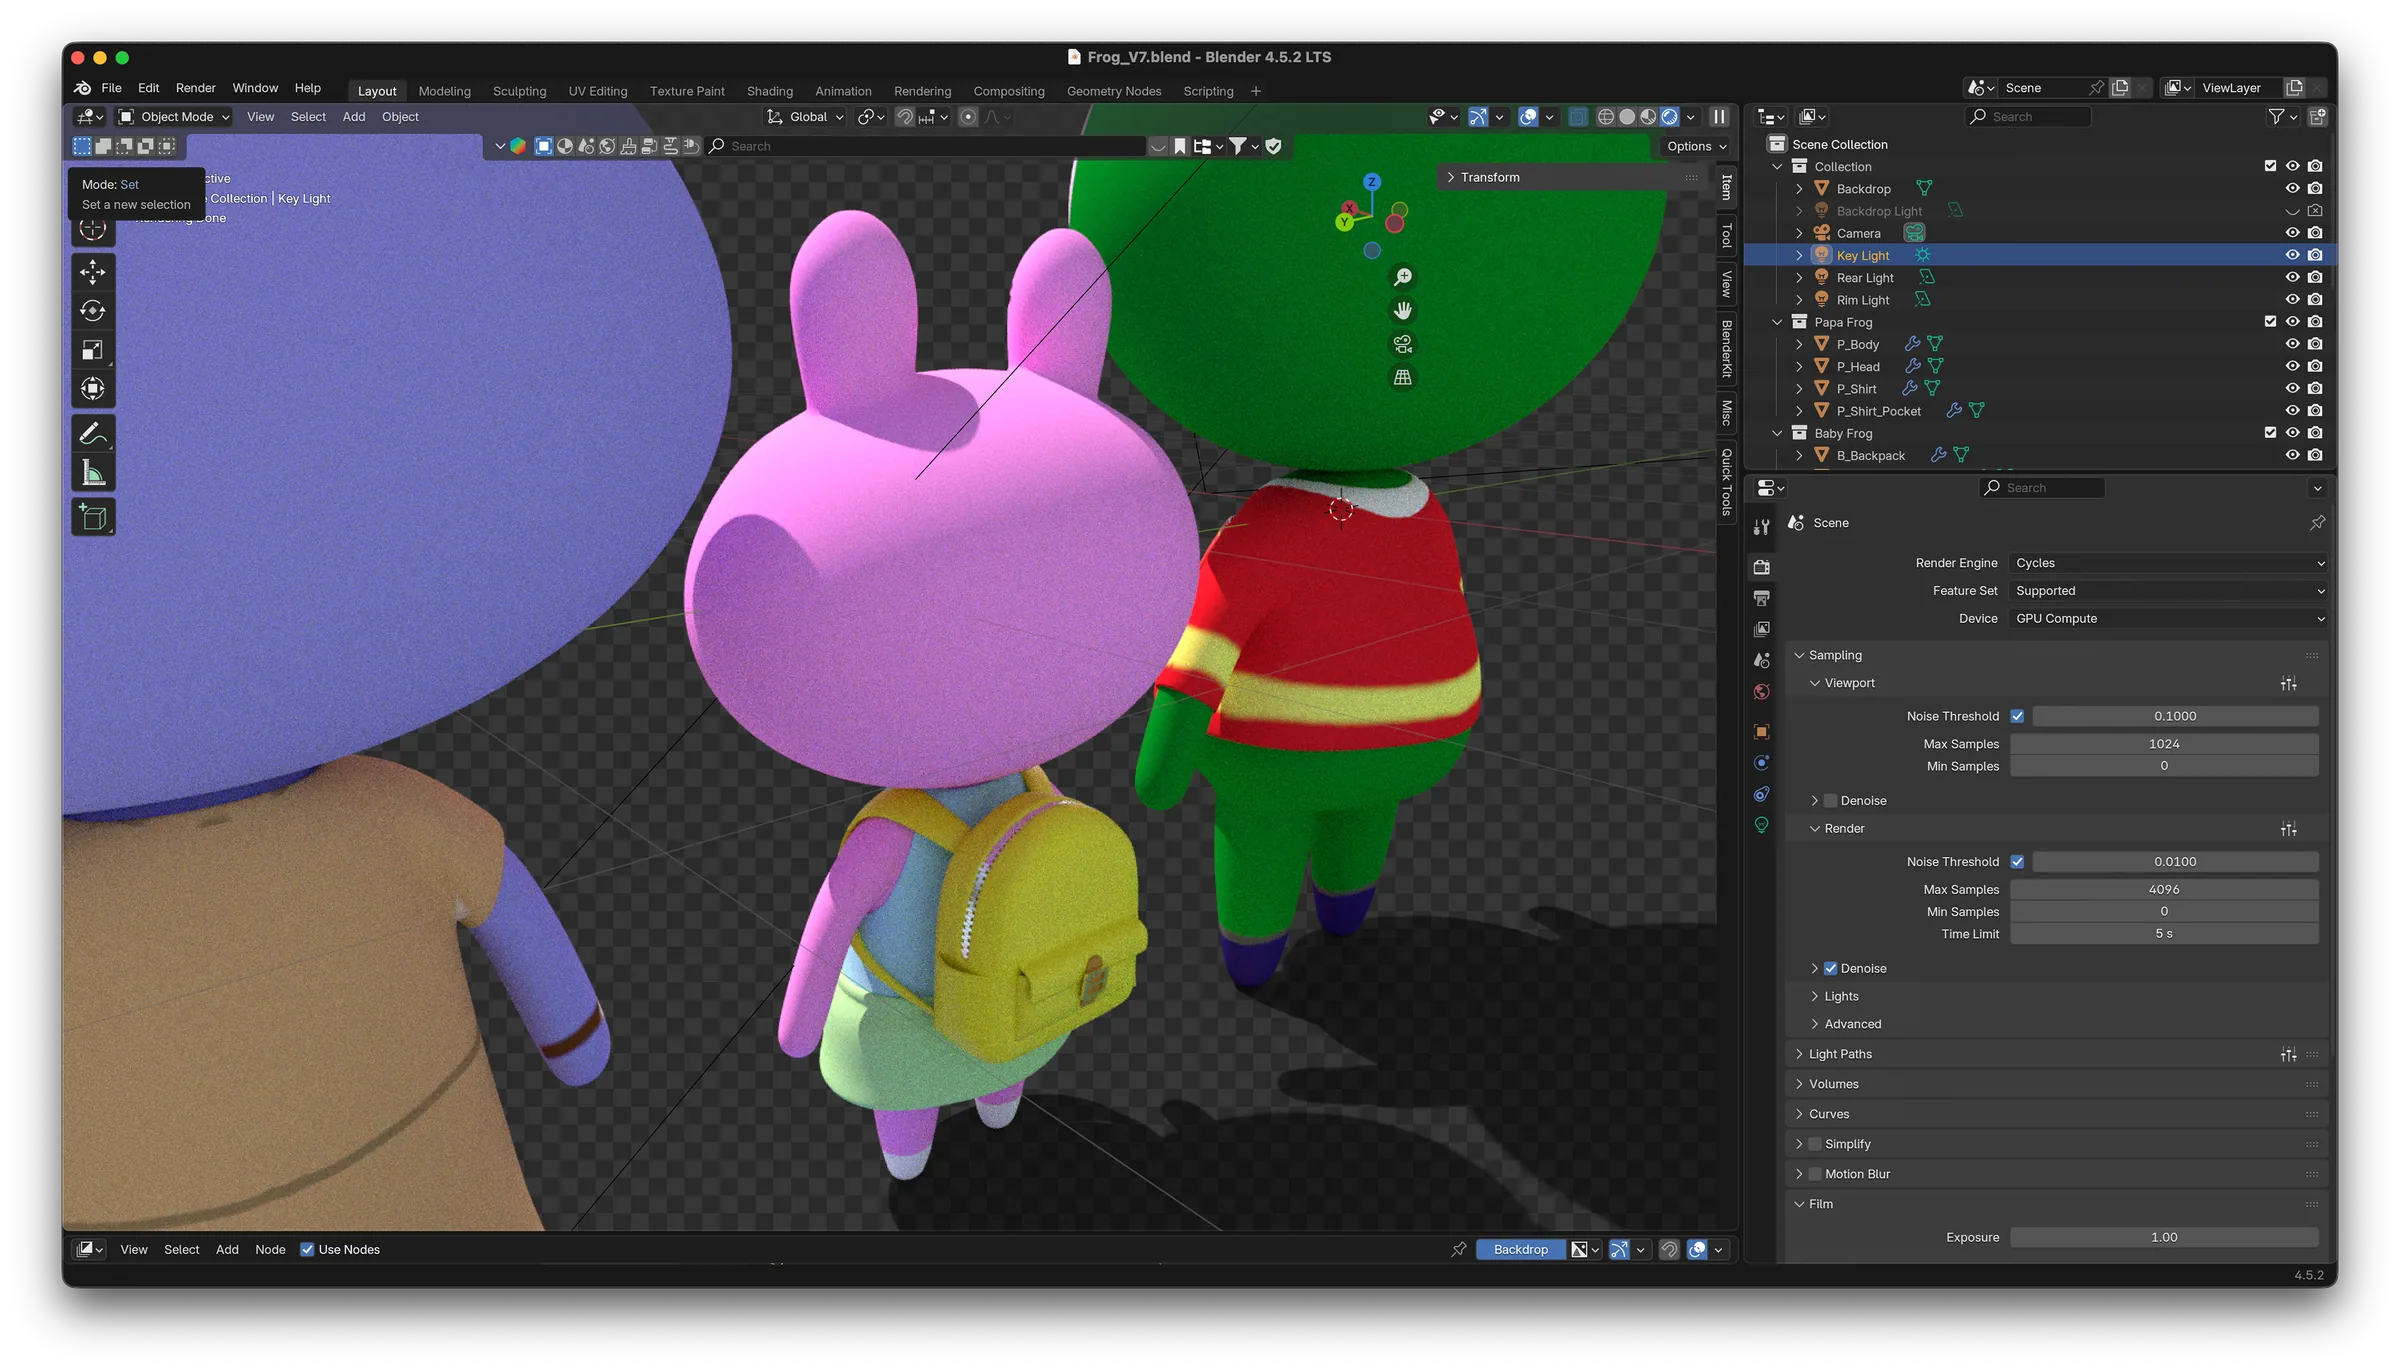 Frog_V7.blend - Blender 4.5.2 LTS
File Edit Render Window Help
Layout Modeling Sculpting UV Editing Texture Paint Shading Animation Rendering Compositing Geometry Nodes Scripting +
Scene
ViewLayer
Object Mode View Select Add Object
Global
Search
Options
Mode: Set
Set a new selection
ctive
Collection | Key Light
Rendering Done
Transform
X
Y
Z
Item
Tool
View
BlenderKit
Misc
Quick Tools
Search
Scene Collection
Collection
Backdrop
Backdrop Light
Camera
Key Light
Rear Light
Rim Light
Papa Frog
P_Body
P_Head
P_Shirt
P_Shirt_Pocket
Baby Frog
B_Backpack
Search
Scene
Render Engine Cycles
Feature Set Supported
Device GPU Compute
Sampling
Viewport
Noise Threshold 0.1000
Max Samples 1024
Min Samples 0
Denoise
Render
Noise Threshold 0.0100
Max Samples 4096
Min Samples 0
Time Limit 5 s
Denoise
Lights
Advanced
Light Paths
Volumes
Curves
Simplify
Motion Blur
Film
Exposure 1.00
View Select Add Node Use Nodes
Backdrop
4.5.2